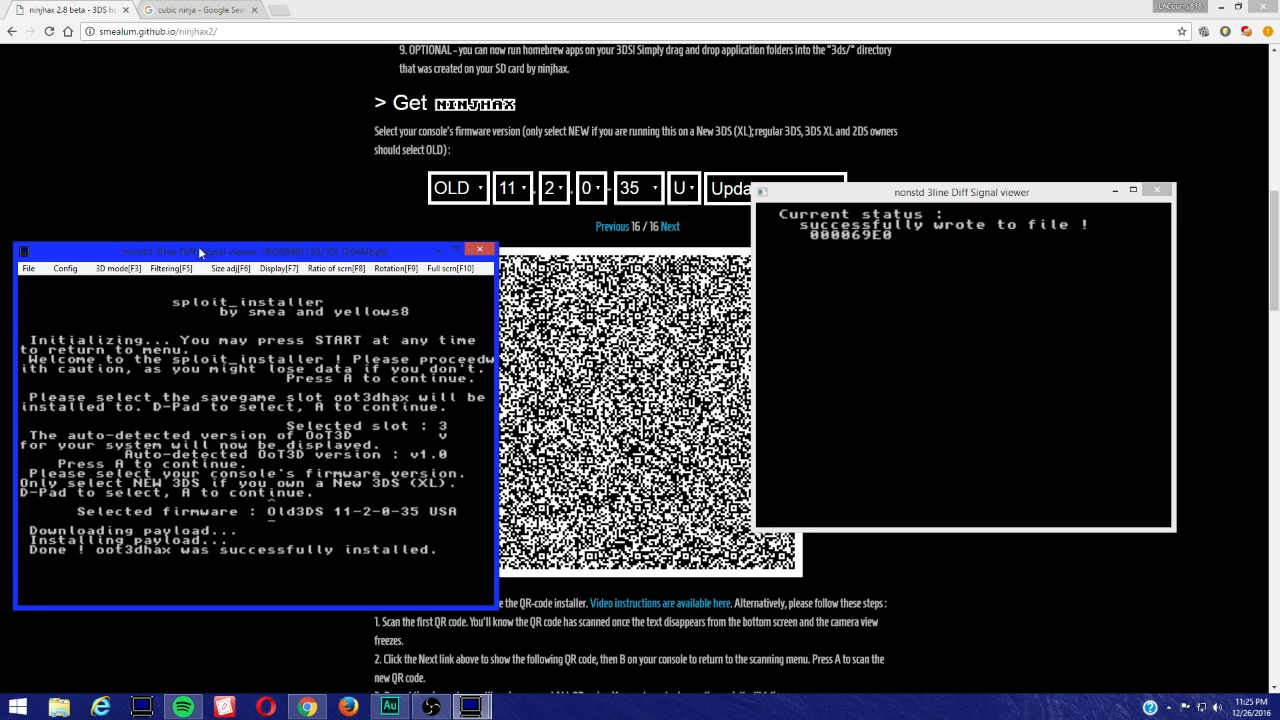 ninjhax 2.8 beta - 3DS ho
cubic ninja - Google Sea
LACounty818
smealum.github.io/ninjhax2/
9. OPTIONAL - you can now run homebrew apps on your 3DS! Simply drag and drop application folders into the "3ds/" directory
that was created on your SD card by ninjhax.
> Get NINJHAX
Select your console's firmware version (only select NEW if you are running this on a New 3DS (XL); regular 3DS, 3DS XL and 2DS owners
should select OLD) :
OLD 11 . 2 . 0 - 35 U Upda
Previous 16 / 16 Next
nonstd 3line Diff Signal viewer
Current status :
successfully wrote to file !
000069E0
nonstd 3line Diff Signal viewer [RGB888] [30/30] [264Mbps]
File Config 3D mode[F3] Filtering[F5] Size adj[F6] Display[F7] Ratio of scrn[F8] Rotation[F9] Full scrn[F10]
sploit_installer
by smea and yellows8
Initializing... You may press START at any time
to return to menu.
Welcome to the sploit_installer ! Please proceedw
ith caution, as you might lose data if you don't.
Press A to continue.
Please select the savegame slot oot3dhax will be
installed to. D-Pad to select, A to continue.
Selected slot : 3
The auto-detected version of OoT3D v
for your system will now be displayed.
Auto-detected OoT3D version : v1.0
Press A to continue.
Please select your console's firmware version.
Only select NEW 3DS if you own a New 3DS (XL).
D-Pad to select, A to continue.
^
Selected firmware : Old3DS 11-2-0-35 USA
Downloading payload...
Installing payload...
Done ! oot3dhax was successfully installed.
e the QR-code installer. Video instructions are available here. Alternatively, please follow these steps :
1. Scan the first QR code. You'll know the QR code has scanned once the text disappears from the bottom screen and the camera view
freezes.
2. Click the Next link above to show the following QR code, then B on your console to return to the scanning menu. Press A to scan the
new QR code.
Au
11:25 PM
12/26/2016